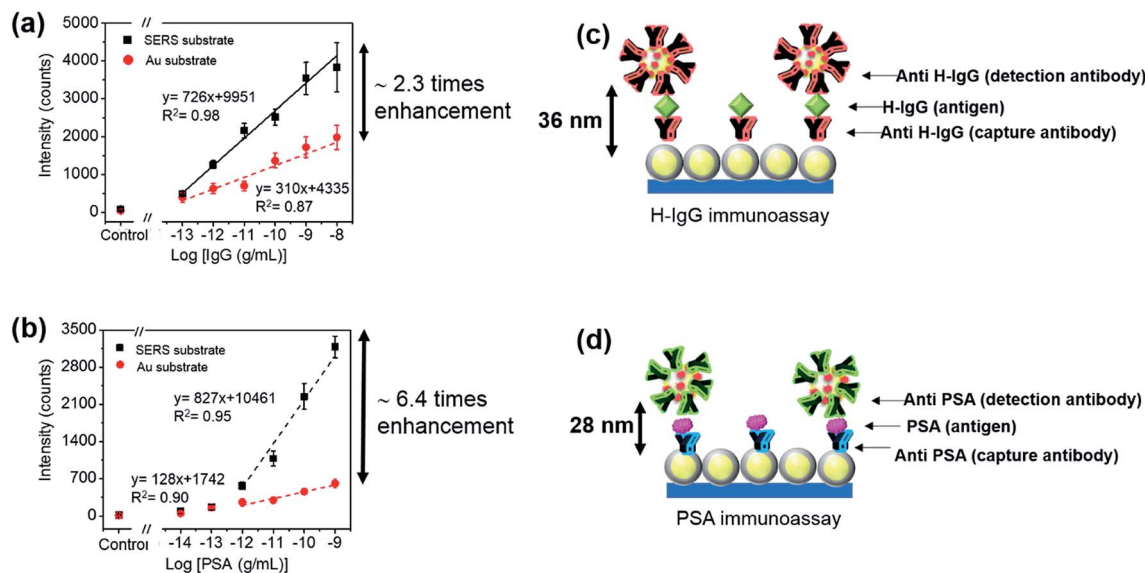 (a)
Intensity (counts)
5000
4000
3000
2000
1000
0
SERS substrate
Au substrate
y= 726x+9951
R²= 0.98
y= 310x+4335
R²= 0.87
Control
-13 -12 -11 -10 -9 -8
Log [IgG (g/mL)]
~ 2.3 times
enhancement
(c)
36 nm
Anti H-IgG (detection antibody)
H-IgG (antigen)
Anti H-IgG (capture antibody)
H-IgG immunoassay
(b)
Intensity (counts)
3500
2800
2100
1400
700
0
SERS substrate
Au substrate
y= 827x+10461
R²= 0.95
y= 128x+1742
R²= 0.90
Control
-14 -13 -12 -11 -10 -9
Log [PSA (g/mL)]
~ 6.4 times
enhancement
(d)
28 nm
Anti PSA (detection antibody)
PSA (antigen)
Anti PSA (capture antibody)
PSA immunoassay